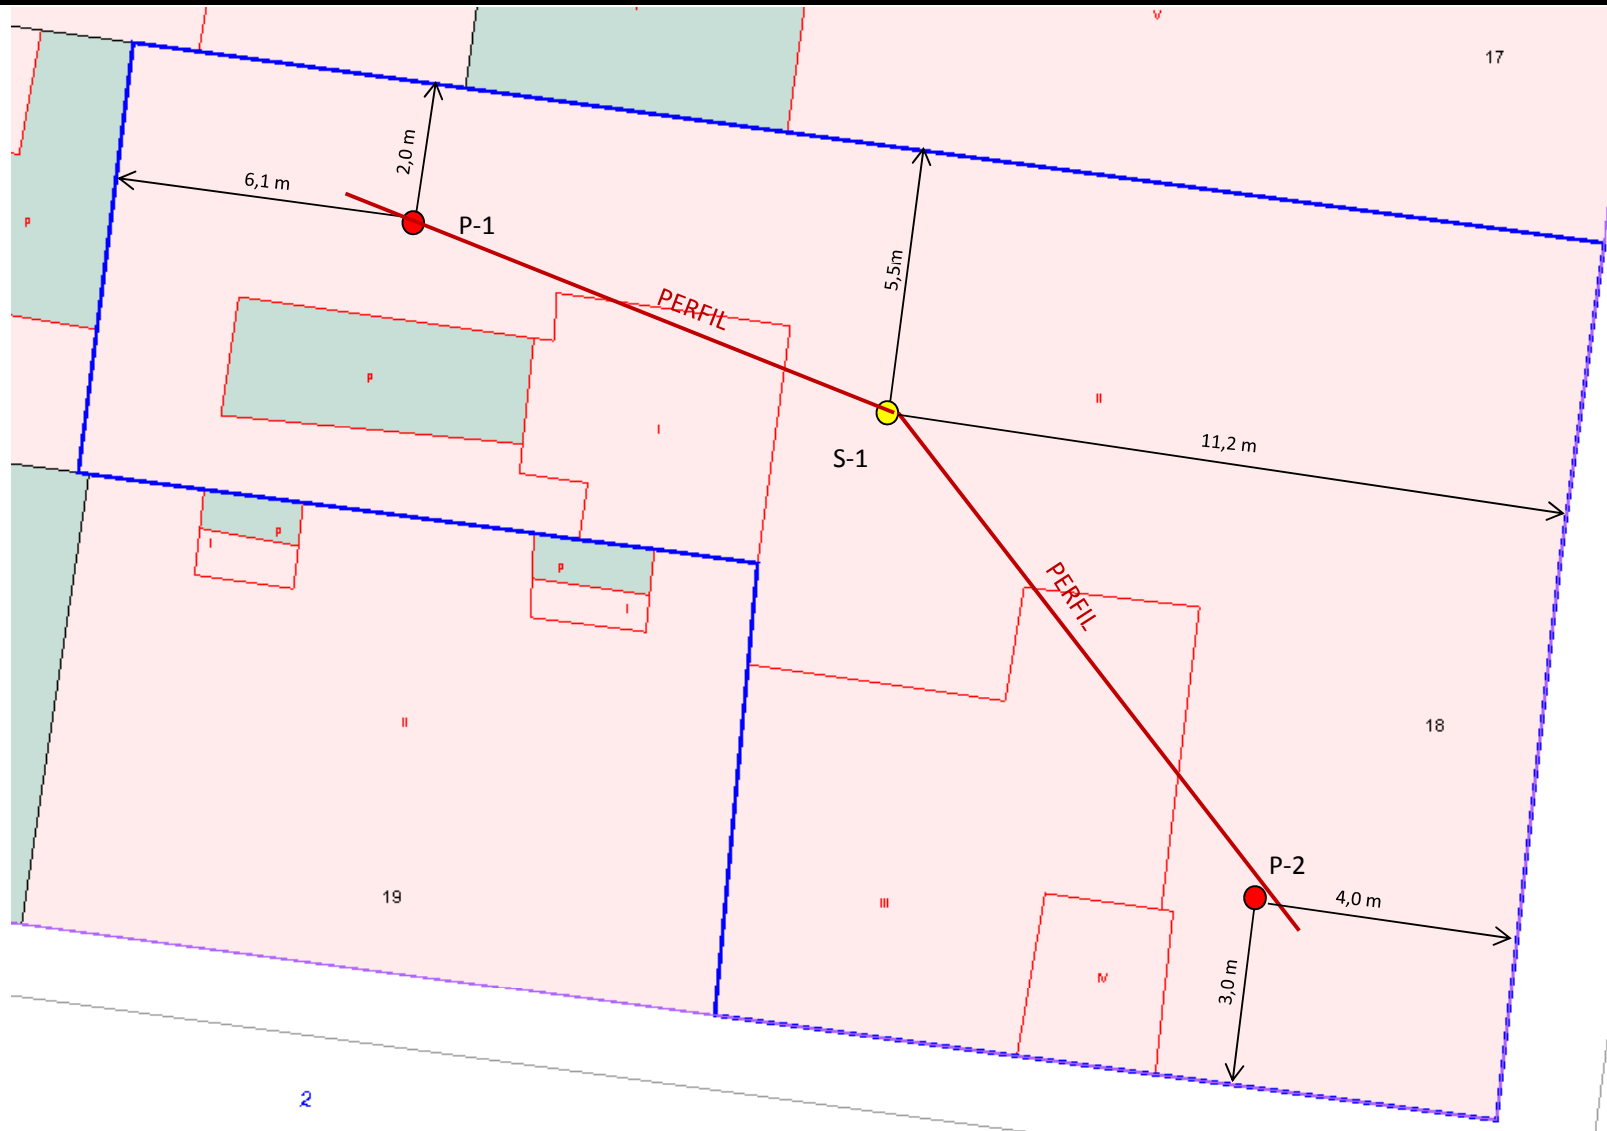 V
17
2,0 m
6,1 m
P
P-1
5,5m
PERFIL
P
II
I
11,2 m
S-1
P
I
P
I
PERFIL
II
18
P-2
19
III
4,0 m
IV
3,0 m
2